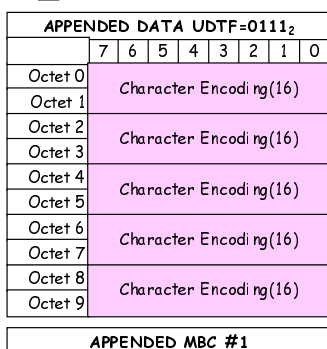 APPENDED DATA UDTF=0111₂
7 6 5 4 3 2 1 0
Octet 0
Character Encoding(16)
Octet 1
Octet 2
Character Encoding(16)
Octet 3
Octet 4
Character Encoding(16)
Octet 5
Octet 6
Character Encoding(16)
Octet 7
Octet 8
Character Encoding(16)
Octet 9
APPENDED MBC #1